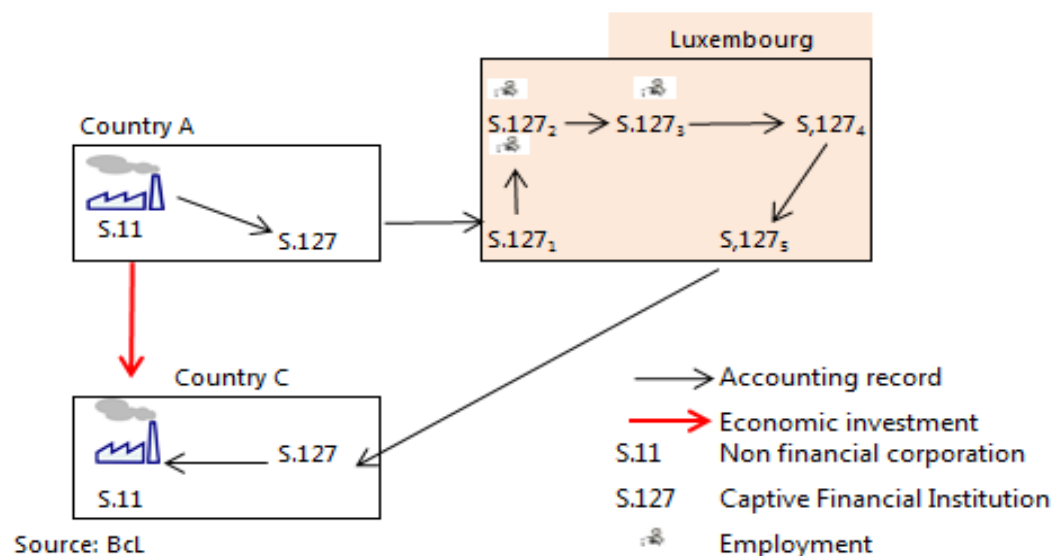 Luxembourg
S.127₂ S.127₃ S,127₄
S.127₁ S,127₅
Country A
S.11
S.127
Country C
S.127
S.11
Accounting record
Economic investment
S.11 Non financial corporation
S.127 Captive Financial Institution
Employment
Source: BcL